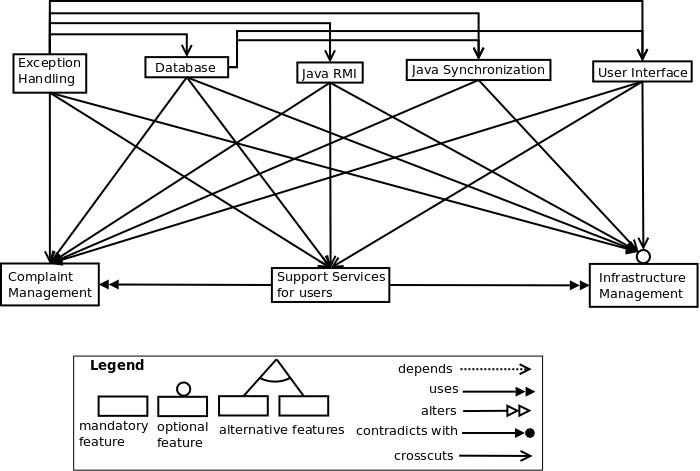 Exception
Handling
Database
Java RMI
Java Synchronization
User Interface
Complaint
Management
Support Services
for users
Infrastructure
Management
Legend
mandatory
feature
optional
feature
alternative features
depends
uses
alters
contradicts with
crosscuts